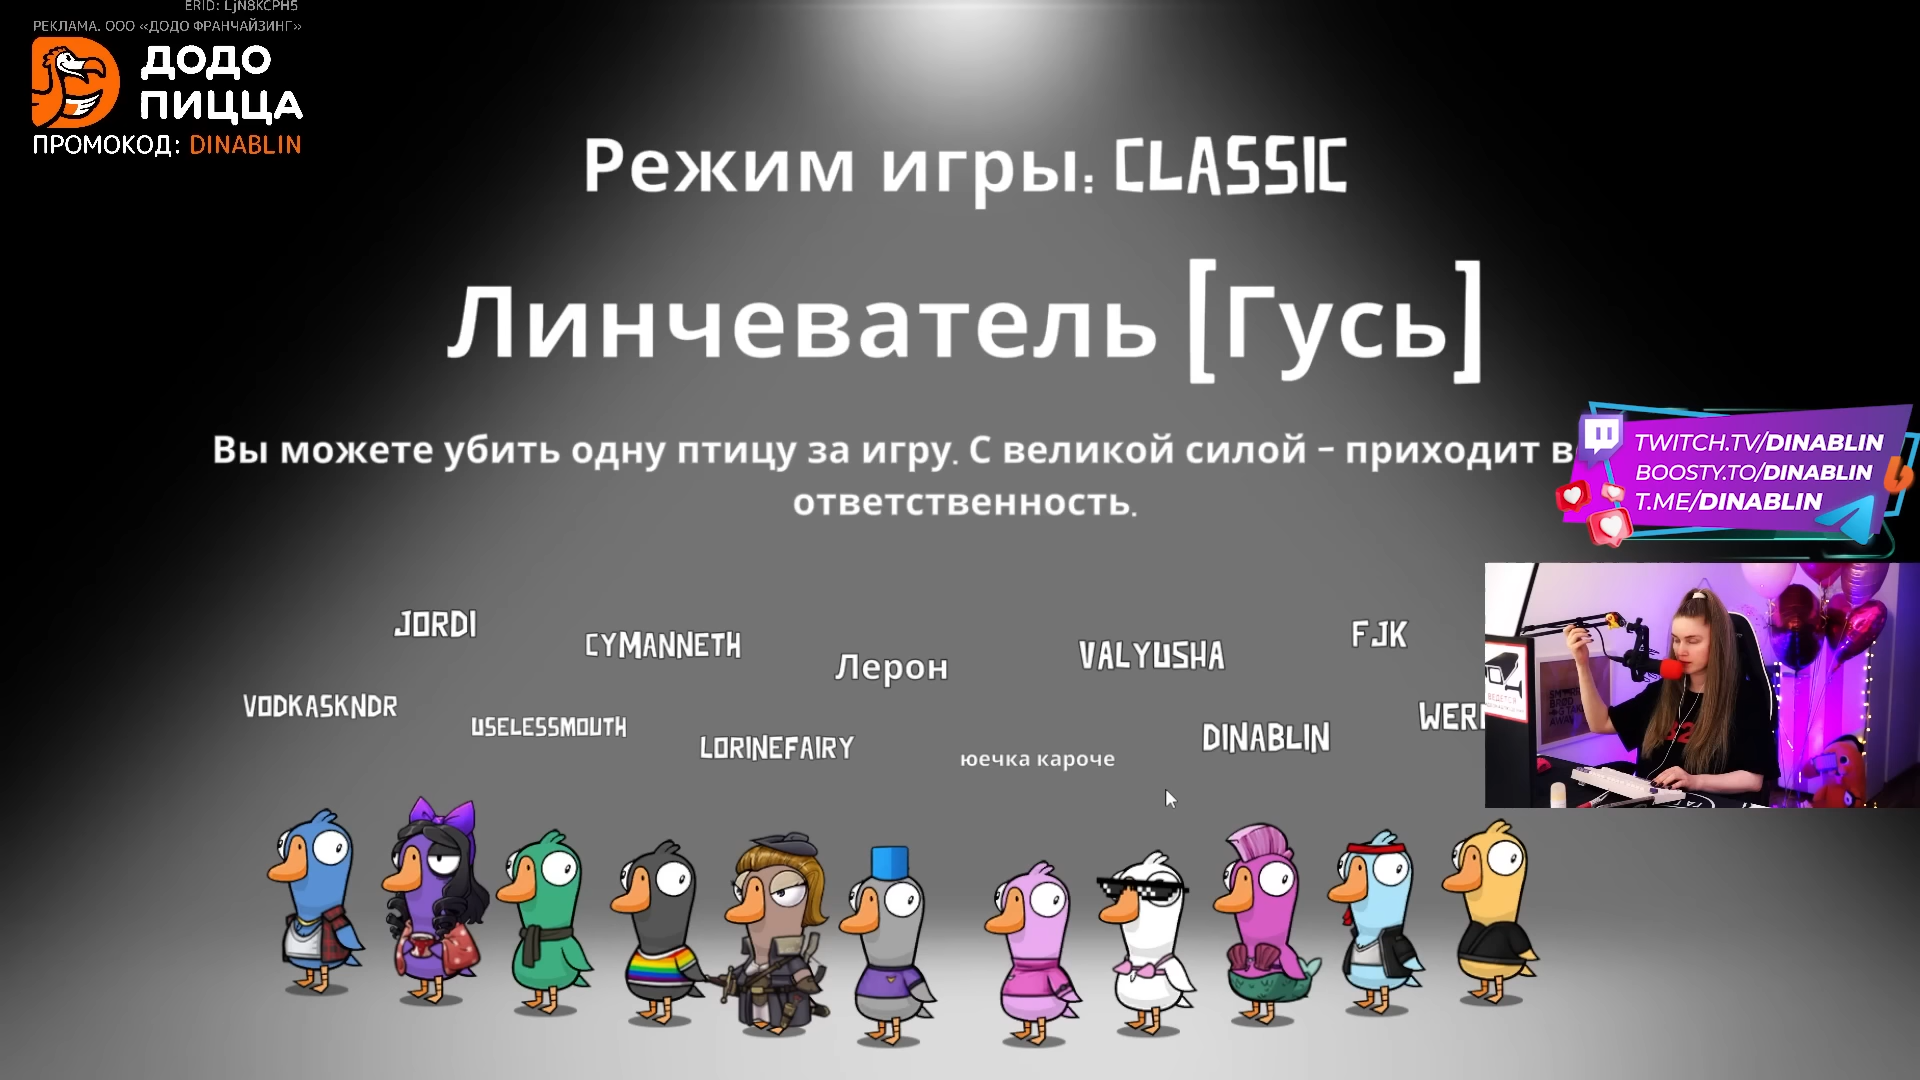 ERID: LjN8KCPH5
РЕКЛАМА. ООО «ДОДО ФРАНЧАЙЗИНГ»
ДОДО
ПИЦЦА
ПРОМОКОД: DINABLIN
Режим игры: CLASSIC
Линчеватель [Гусь]
Вы можете убить одну птицу за игру. С великой силой – приходит
ответственность.
TWITCH.TV/DINABLIN
BOOSTY.TO/DINABLIN
T.ME/DINABLIN
JORDI
CYMANNETH
Лерон
VALYUSHA
FJK
VODKASKNDR
USELESSMOUTH
LORINEFAIRY
юечка кароче
DINABLIN